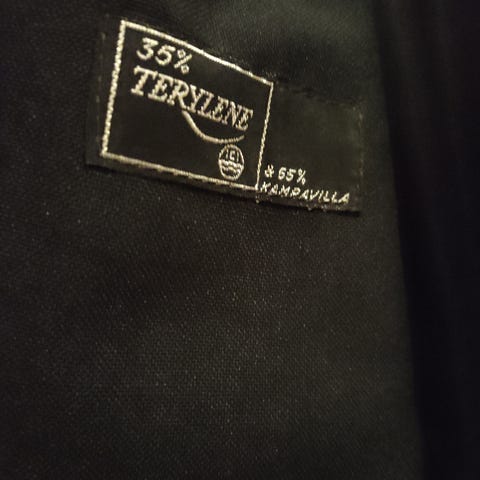 35%
TERYLENE
ICI
& 65%
KAMPAVILLA